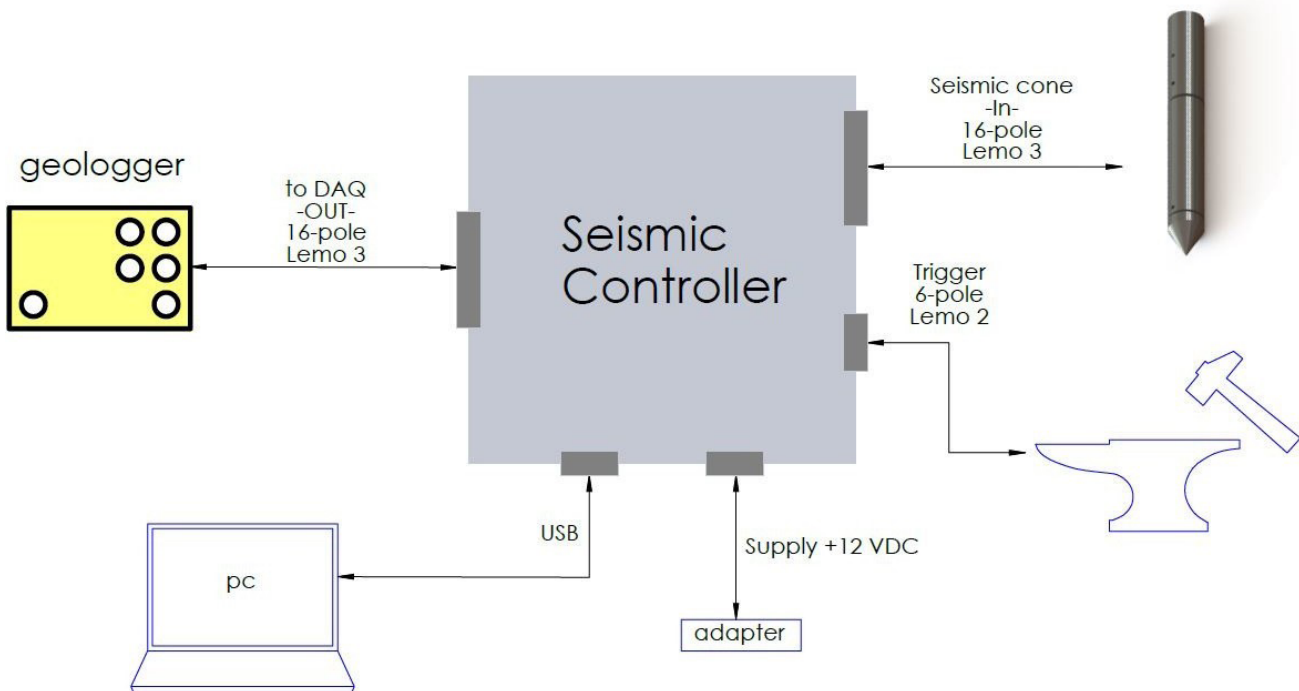 geologger
to DAQ
-OUT-
16-pole
Lemo 3
Seismic
Controller
Seismic cone
-In-
16-pole
Lemo 3
Trigger
6-pole
Lemo 2
USB
Supply +12 VDC
pc
adapter